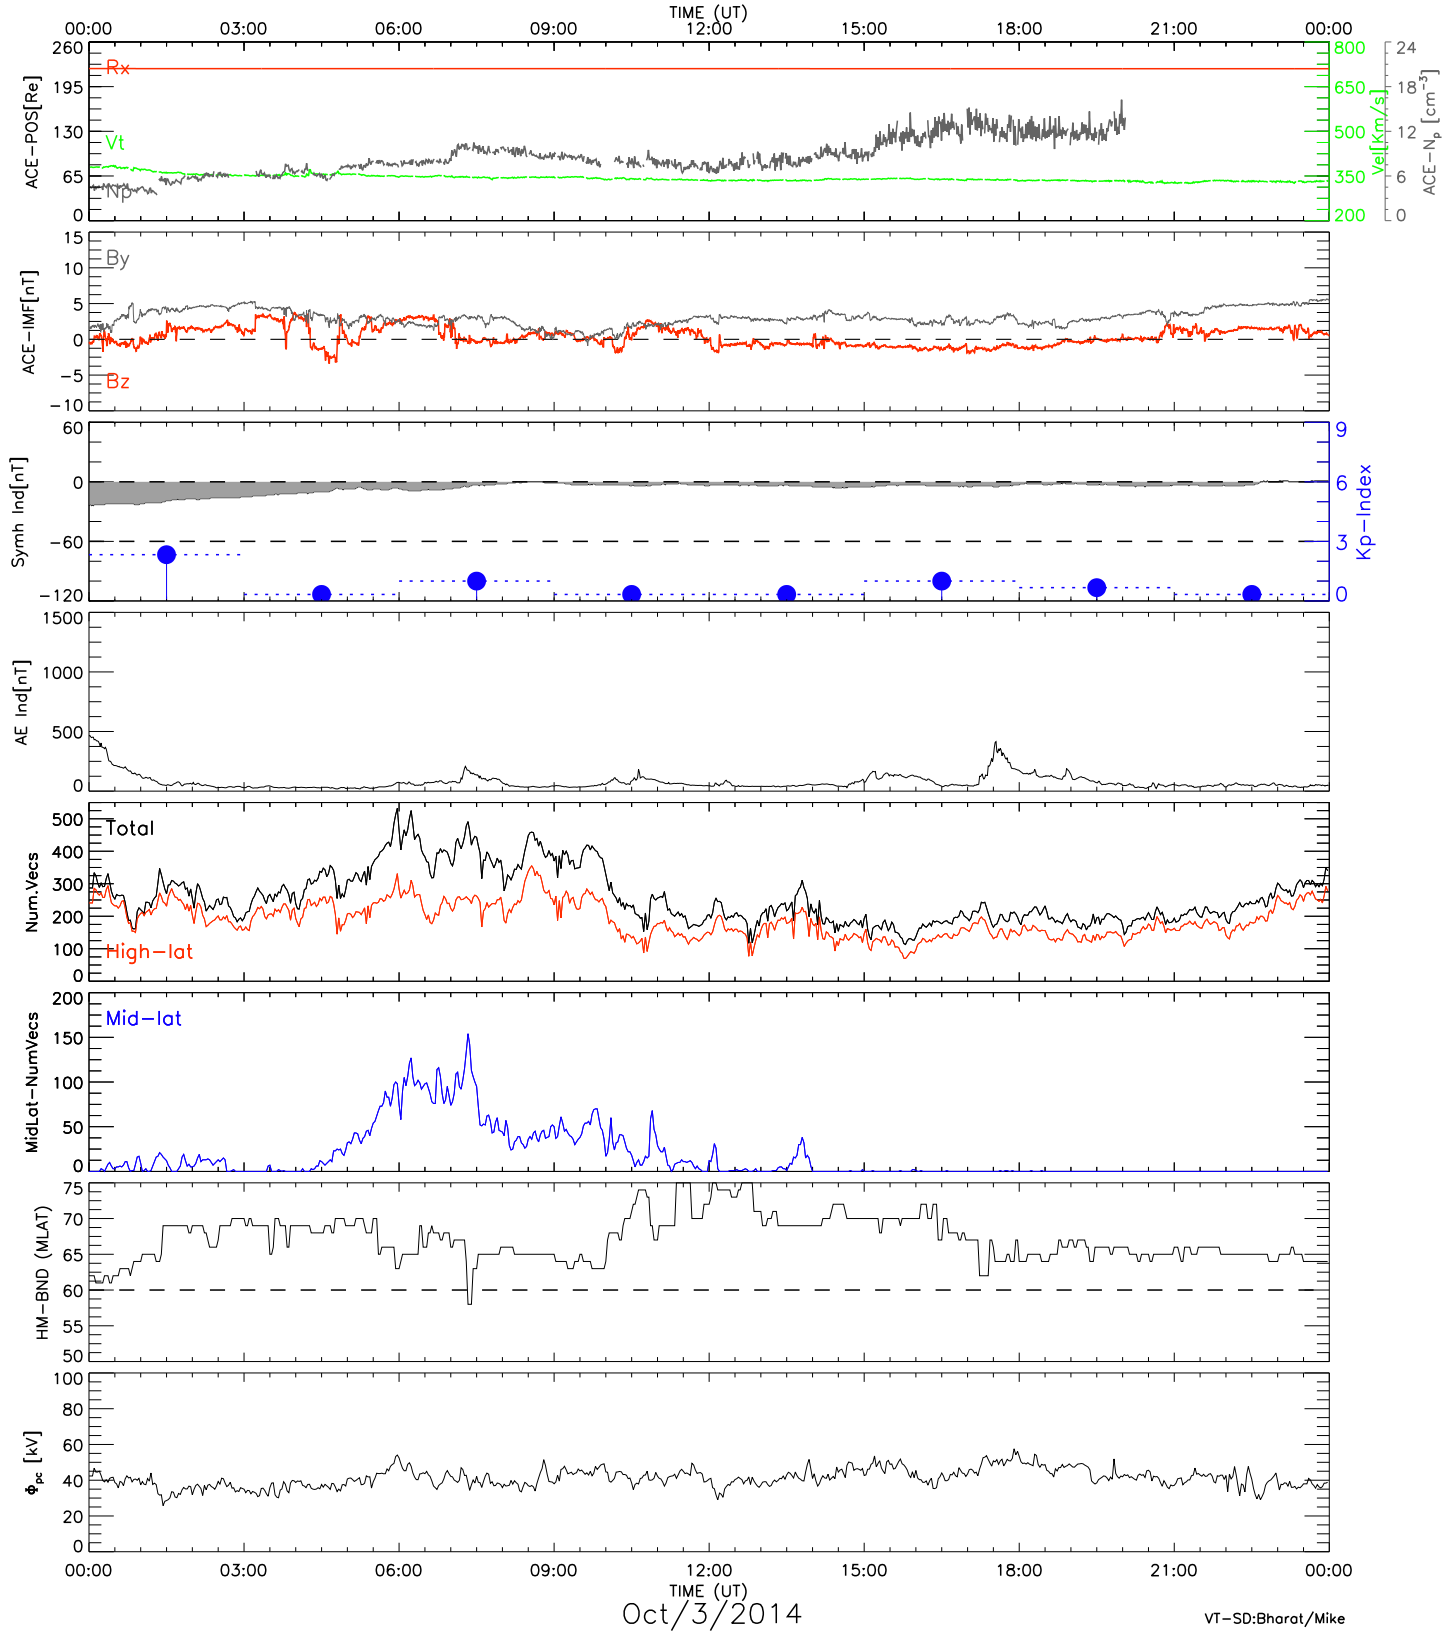 TIME (UT)
00:00 03:00 06:00 09:00 12:00 15:00 18:00 21:00 00:00
ACE-POS[Re]
260
195
130
65
0
Rx
Vt
Np
800
650
500
350
200
Vel[Km/s]
24
18
12
6
0
ACE-Np [cm-3]
ACE-IMF[nT]
15
10
5
0
-5
-10
By
Bz
Symh Ind[nT]
60
0
-60
-120
9
6
3
0
Kp-Index
AE Ind[nT]
1500
1000
500
0
Num.Vecs
500
400
300
200
100
0
Total
High-lat
MidLat-NumVecs
200
150
100
50
0
Mid-lat
HM-BND (MLAT)
75
70
65
60
55
50
Φpc [kV]
100
80
60
40
20
0
00:00 03:00 06:00 09:00 12:00 15:00 18:00 21:00 00:00
TIME (UT)
Oct/3/2014
VT-SD:Bharat/Mike